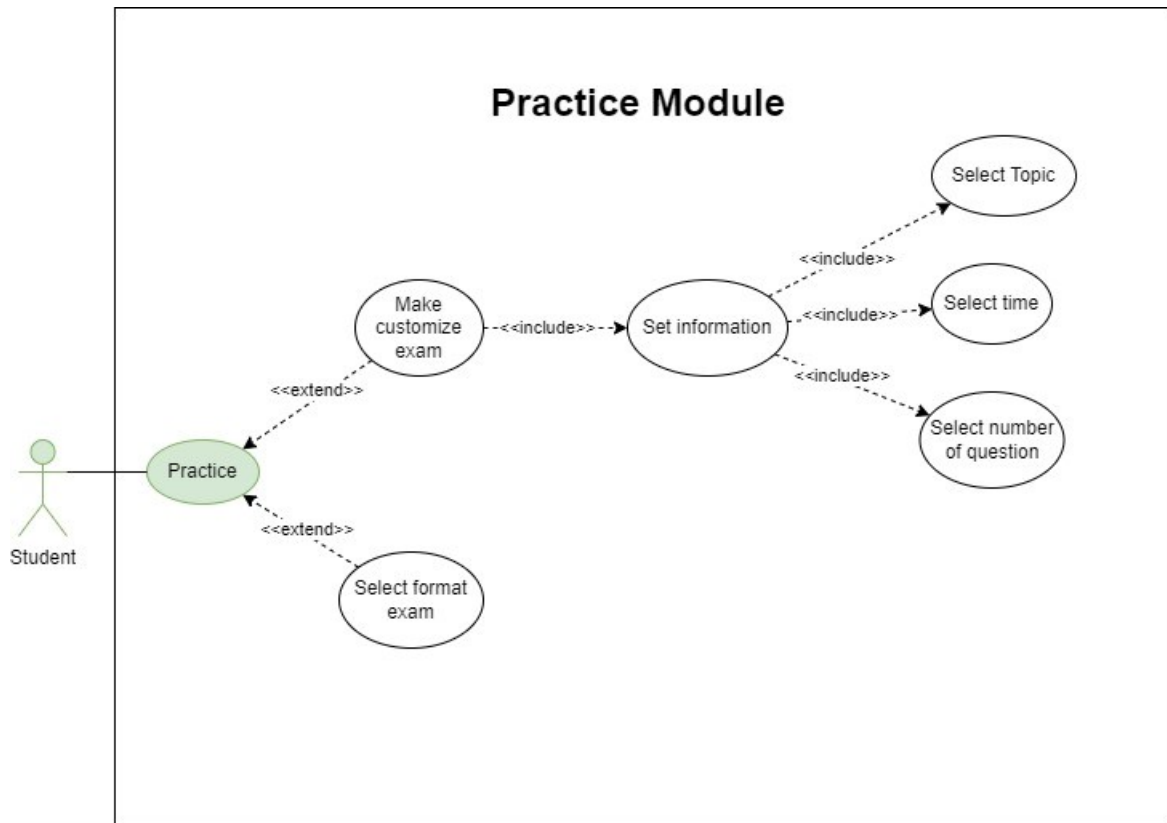 Practice Module
Select Topic
<<include>>
Select time
<<include>>
Make
customize
exam
<<include>>
Set information
<<include>>
Select number
of question
<<extend>>
Practice
<<extend>>
Student
Select format
exam